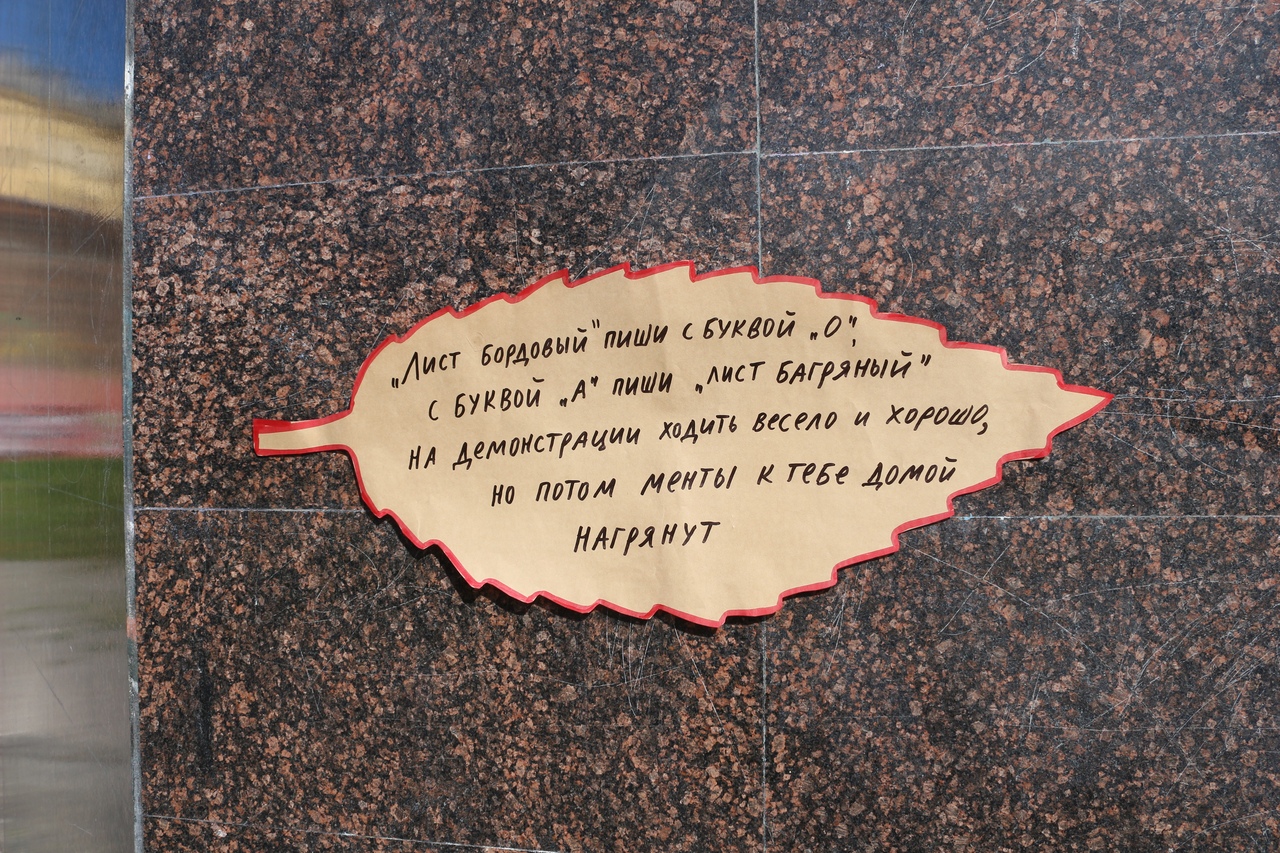 „Лист бордовый" пиши с буквой „О",
с буквой „А" пиши „лист багряный"
на демонстрации ходить весело и хорошо,
но потом менты к тебе домой
нагрянут